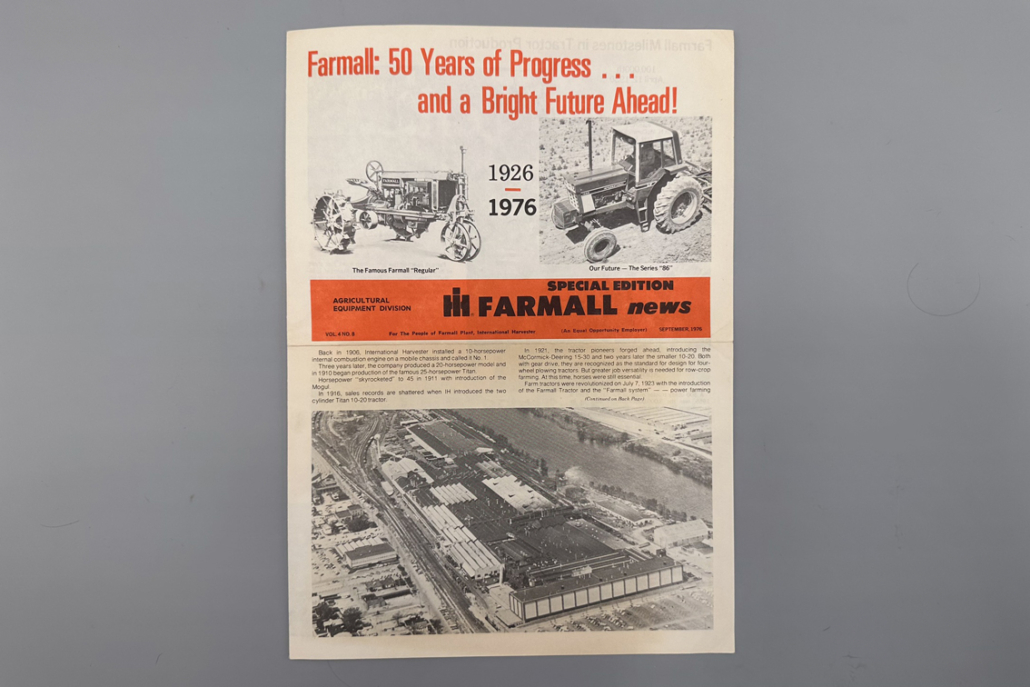 Farmall: 50 Years of Progress . . .
and a Bright Future Ahead!
1926
1976
The Famous Farmall "Regular"
Our Future — The Series "86"
AGRICULTURAL
EQUIPMENT DIVISION
SPECIAL EDITION
IH FARMALL news
VOL. 4 NO. 8 For The People of Farmall Plant, International Harvester (An Equal Opportunity Employer) SEPTEMBER, 1976
Back in 1906, International Harvester installed a 10-horsepower
internal combustion engine on a mobile chassis and called it No. 1.
Three years later, the company produced a 20-horsepower model and
in 1910 began production of the famous 25-horsepower Titan.
Horsepower "skyrocketed" to 45 in 1911 with introduction of the
Mogul.
In 1916, sales records are shattered when IH introduced the two
cylinder Titan 10-20 tractor.
In 1921, the tractor pioneers forged ahead, introducing the
McCormick-Deering 15-30 and two years later the smaller 10-20. Both
with gear drive, they are recognized as the standard for design for four-
wheel plowing tractors. But greater job versatility is needed for row-crop
farming. At this time, horses were still essential.
Farm tractors were revolutionized on July 7, 1923 with the introduction
of the Farmall Tractor and the "Farmall system" — — power farming
(Continued on Back Page)